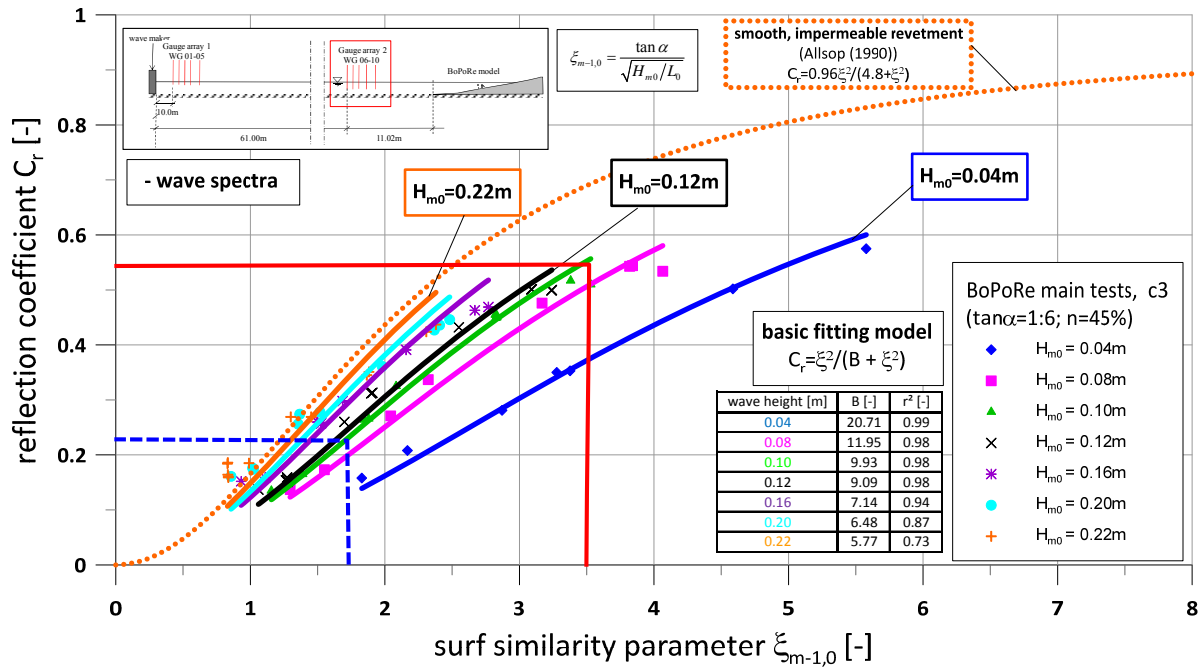 reflection coefficient Cr [-]
1
0.8
0.6
0.4
0.2
0
0
1
2
3
4
5
6
7
8
surf similarity parameter ξm-1,0 [-]
wave maker
Gauge array 1
WG 01-05
Gauge array 2
WG 06-10
BoPoRe model
10.0m
61.00m
11.02m
ξm-1,0 = tan α / √(Hm0/L0)
smooth, impermeable revetment
(Allsop (1990))
Cr=0.96ξ²/(4.8+ξ²)
- wave spectra
Hm0=0.22m
Hm0=0.12m
Hm0=0.04m
basic fitting model
Cr=ξ²/(B + ξ²)
wave height [m] B [-] r² [-]
0.04 20.71 0.99
0.08 11.95 0.98
0.10 9.93 0.98
0.12 9.09 0.98
0.16 7.14 0.94
0.20 6.48 0.87
0.22 5.77 0.73
BoPoRe main tests, c3
(tanα=1:6; n=45%)
Hm0 = 0.04m
Hm0 = 0.08m
Hm0 = 0.10m
Hm0 = 0.12m
Hm0 = 0.16m
Hm0 = 0.20m
Hm0 = 0.22m